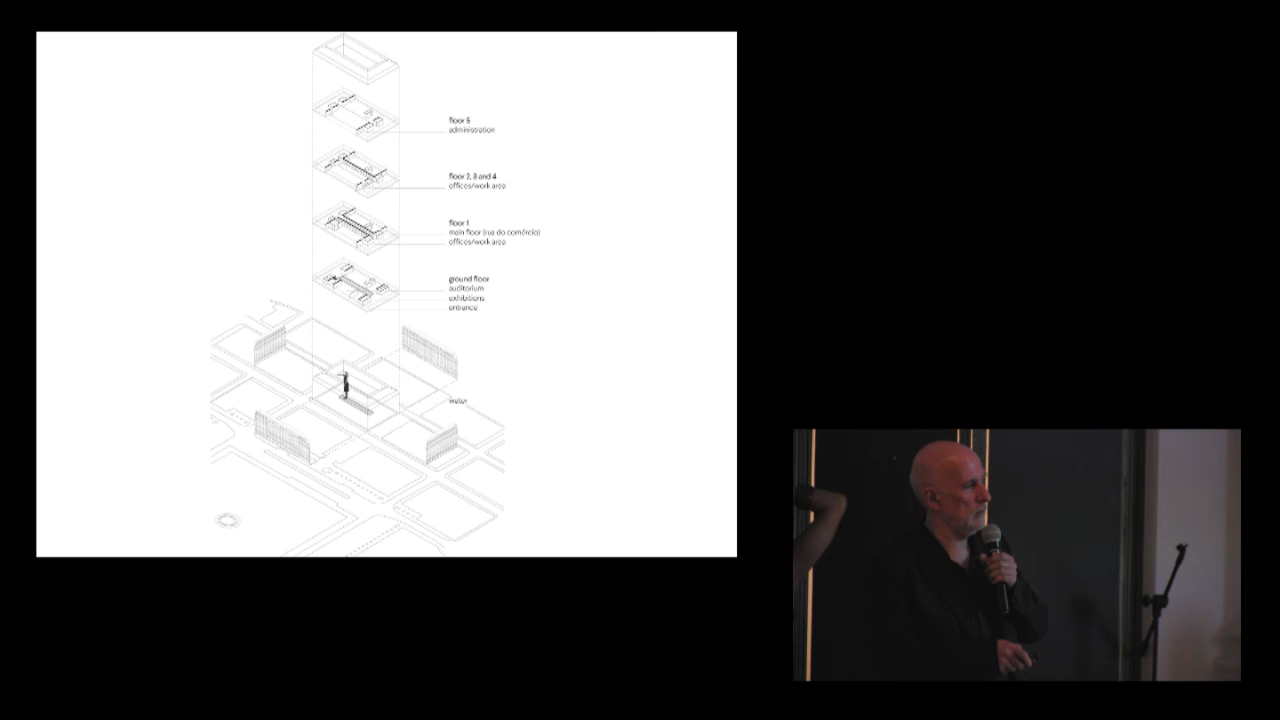 floor 5
administration
floor 2, 3 and 4
offices/work area
floor 1
main floor (rua do comércio)
offices/work area
ground floor
auditorium
exhibitions
entrance
water